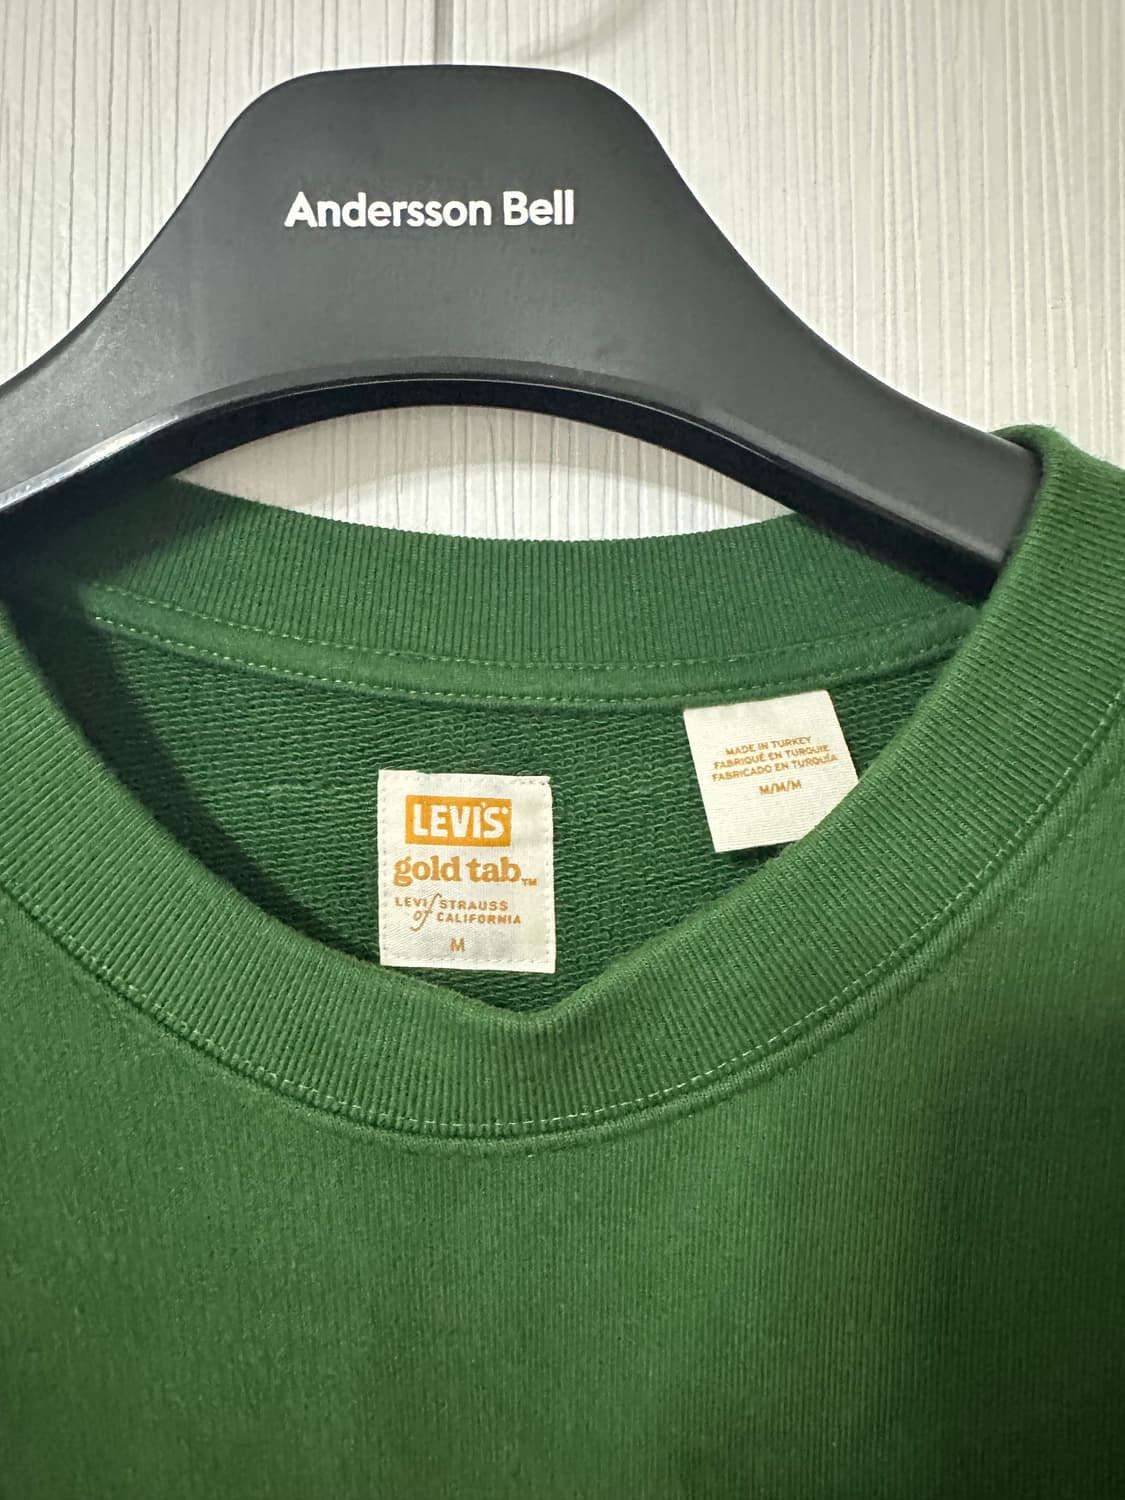 Andersson Bell
MADE IN TURKEY
FABRIQUÉ EN TURQUIE
FABRICADO EN TURQUÍA
M/M/M
LEVI'S®
gold tab™
LEVI STRAUSS
of CALIFORNIA
M